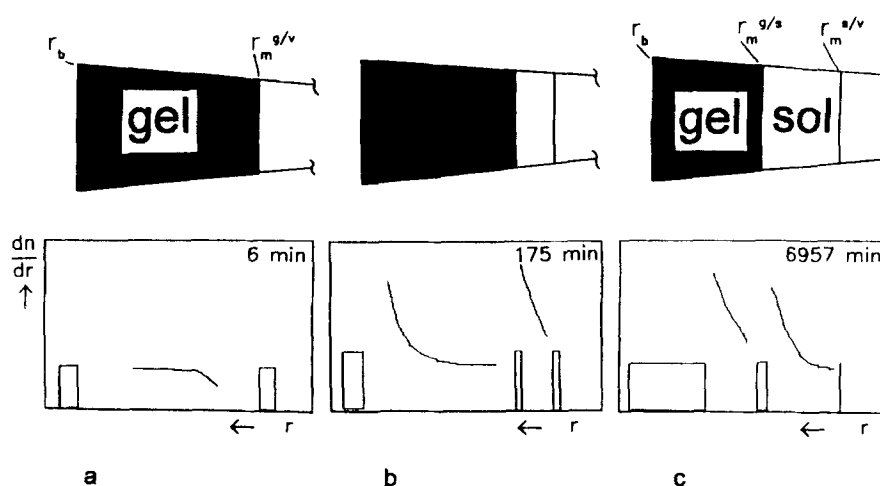 r_b r_m^g/v r_b r_m^g/s r_m^s/v
gel gel sol
dn/dr ↑
6 min 175 min 6957 min
← r ← r ← r
a b c